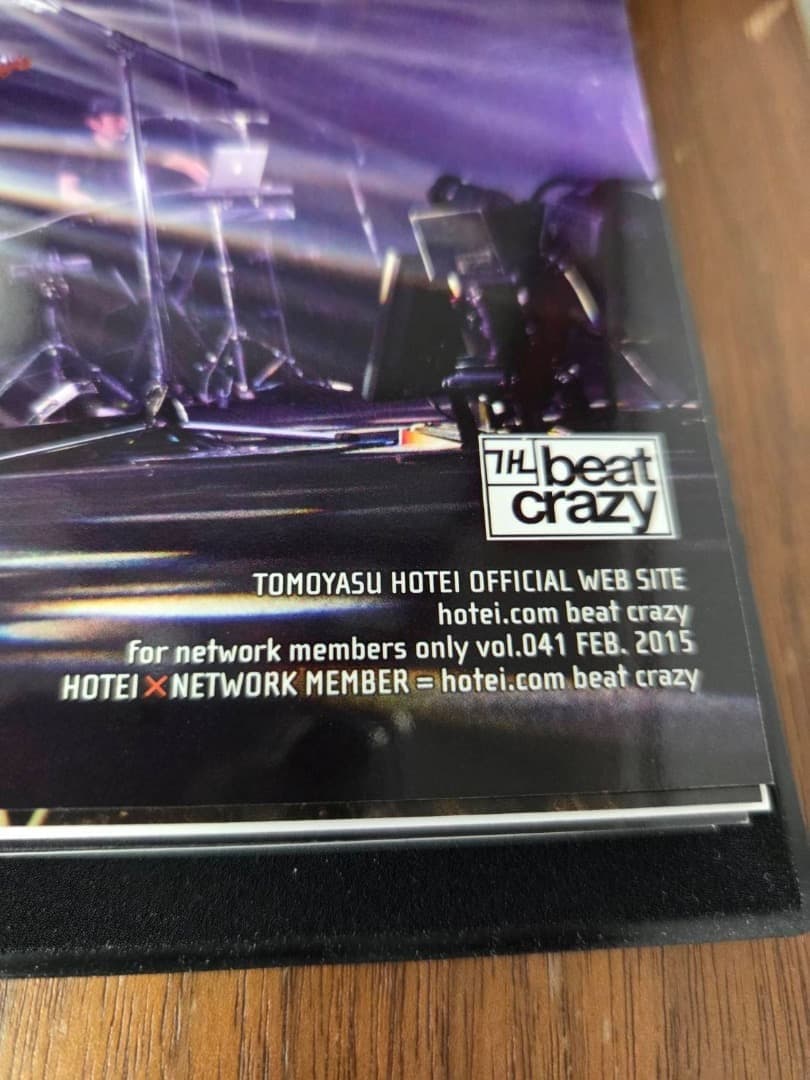 TH beat
crazy
TOMOYASU HOTEI OFFICIAL WEB SITE
hotei.com beat crazy
for network members only vol.041 FEB. 2015
HOTEI×NETWORK MEMBER = hotei.com beat crazy